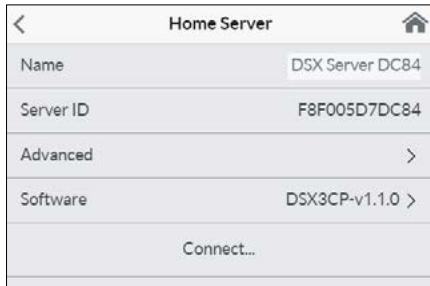 Home Server
Name DSX Server DC84
Server ID F8F005D7DC84
Advanced
Software DSX3CP-v1.1.0
Connect...